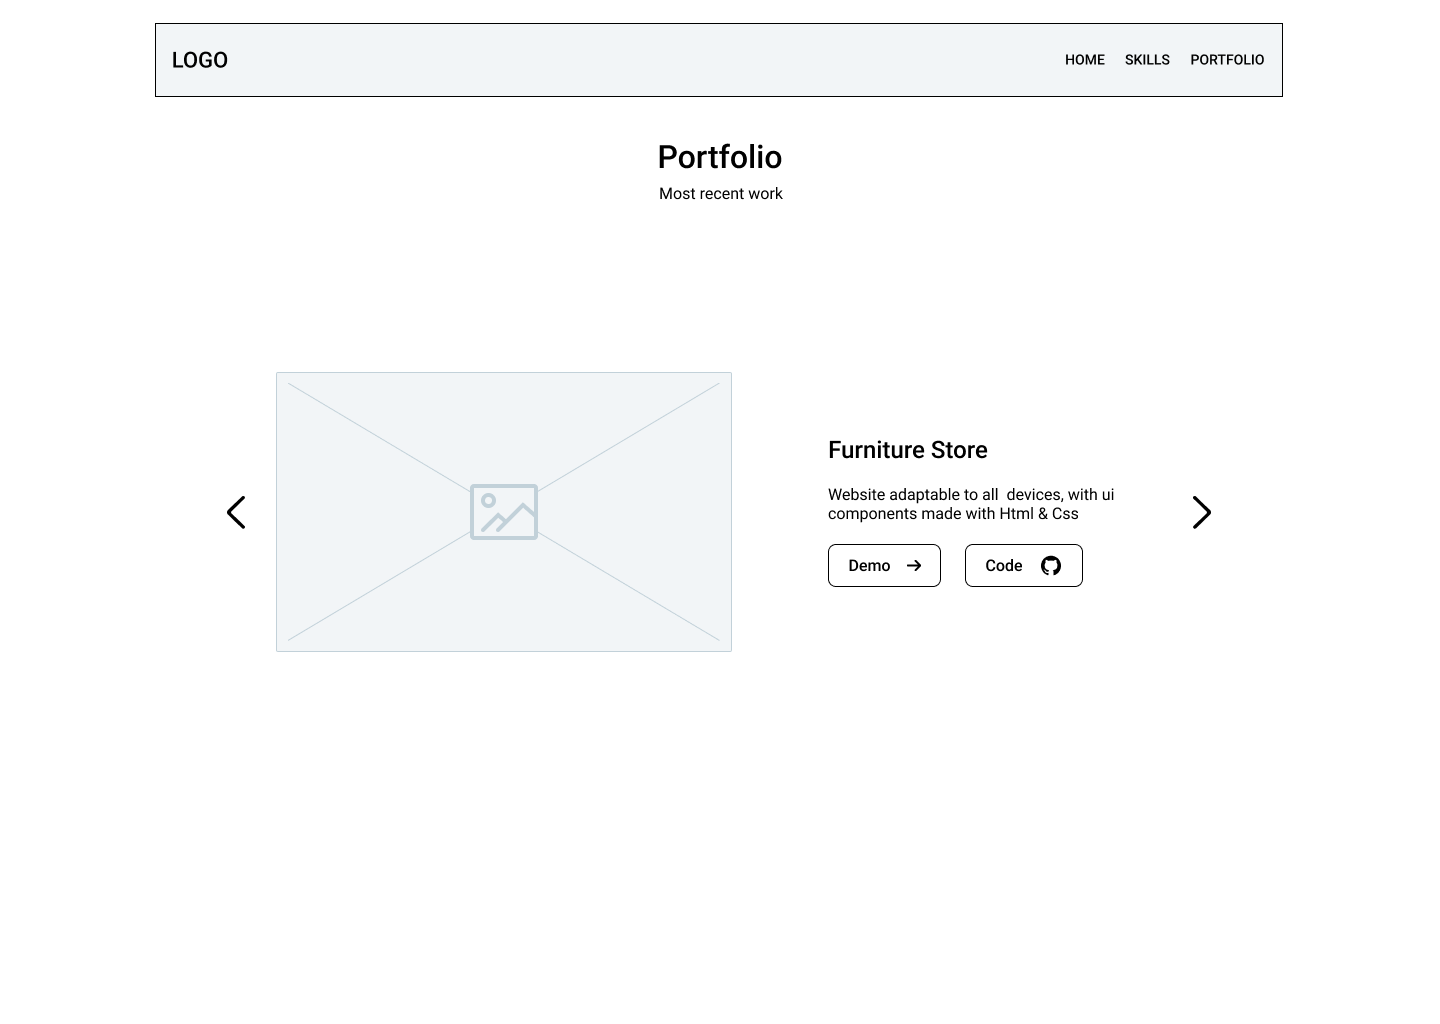 LOGO
HOME SKILLS PORTFOLIO
Portfolio
Most recent work
Furniture Store
Website adaptable to all  devices, with ui
components made with Html & Css
Demo
Code